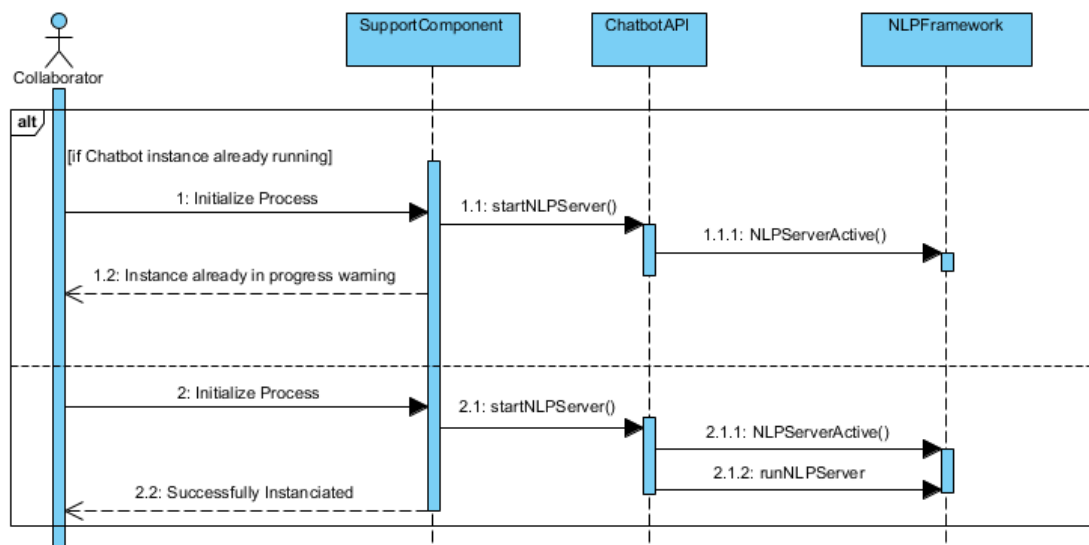 SupportComponent
ChatbotAPI
NLPFramework
Collaborator
alt
[if Chatbot instance already running]
1: Initialize Process
1.1: startNLPServer()
1.1.1: NLPServerActive()
1.2: Instance already in progress warning
2: Initialize Process
2.1: startNLPServer()
2.1.1: NLPServerActive()
2.1.2: runNLPServer
2.2: Successfully Instanciated